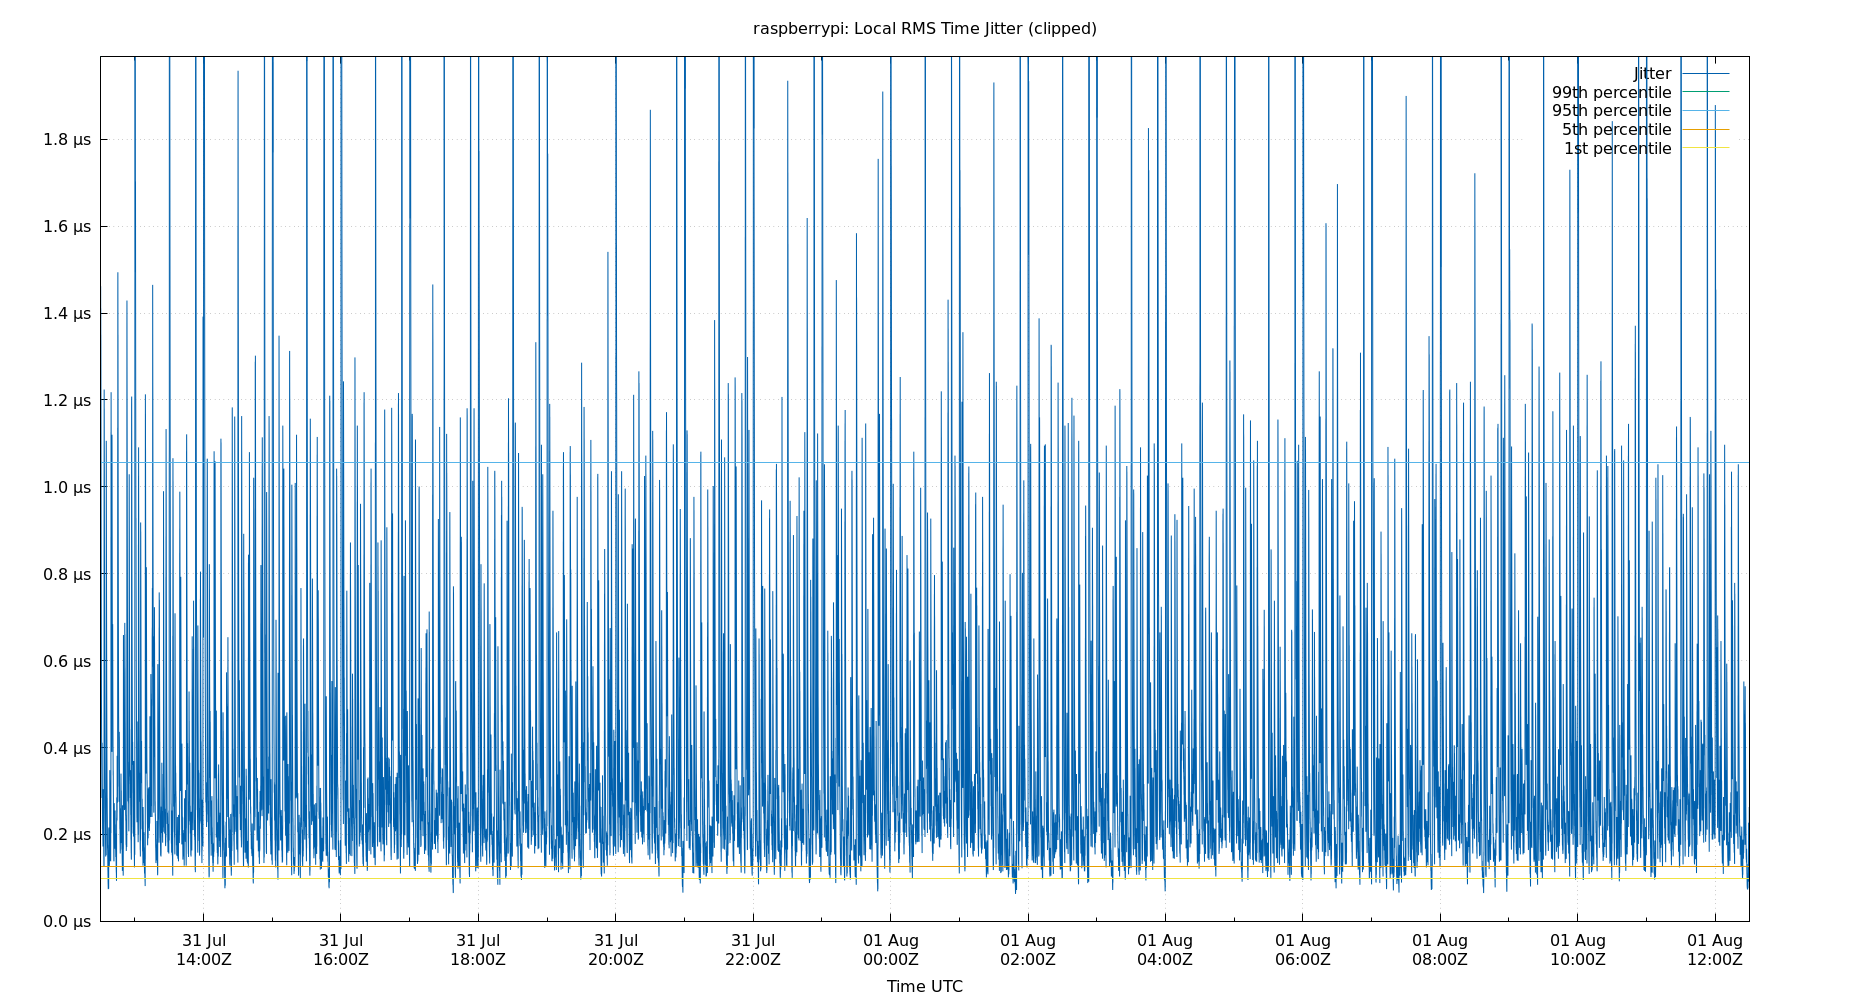 raspberrypi: Local RMS Time Jitter (clipped)
Jitter
99th percentile
95th percentile
5th percentile
1st percentile
1.8 µs
1.6 µs
1.4 µs
1.2 µs
1.0 µs
0.8 µs
0.6 µs
0.4 µs
0.2 µs
0.0 µs
31 Jul 31 Jul 31 Jul 31 Jul 31 Jul 01 Aug 01 Aug 01 Aug 01 Aug 01 Aug 01 Aug 01 Aug
14:00Z 16:00Z 18:00Z 20:00Z 22:00Z 00:00Z 02:00Z 04:00Z 06:00Z 08:00Z 10:00Z 12:00Z
Time UTC